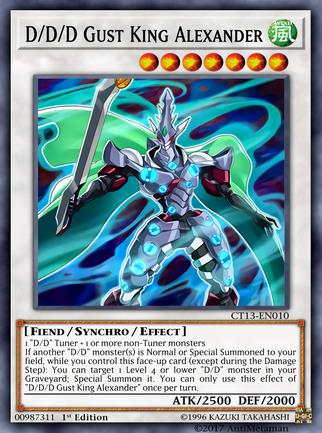 D/D/D Gust King Alexander
WIND
風
CT13-EN010
[Fiend / Synchro / Effect]
1 "D/D" Tuner + 1 or more non-Tuner monsters
If another "D/D" monster(s) is Normal or Special Summoned to your
field, while you control this face-up card (except during the Damage
Step): You can target 1 Level 4 or lower "D/D" monster in your
Graveyard; Special Summon it. You can only use this effect of
"D/D/D Gust King Alexander" once per turn.
ATK/2500 DEF/2000
00987311 1st Edition ©1996 KAZUKI TAKAHASHI
©2017 AntiMetaman